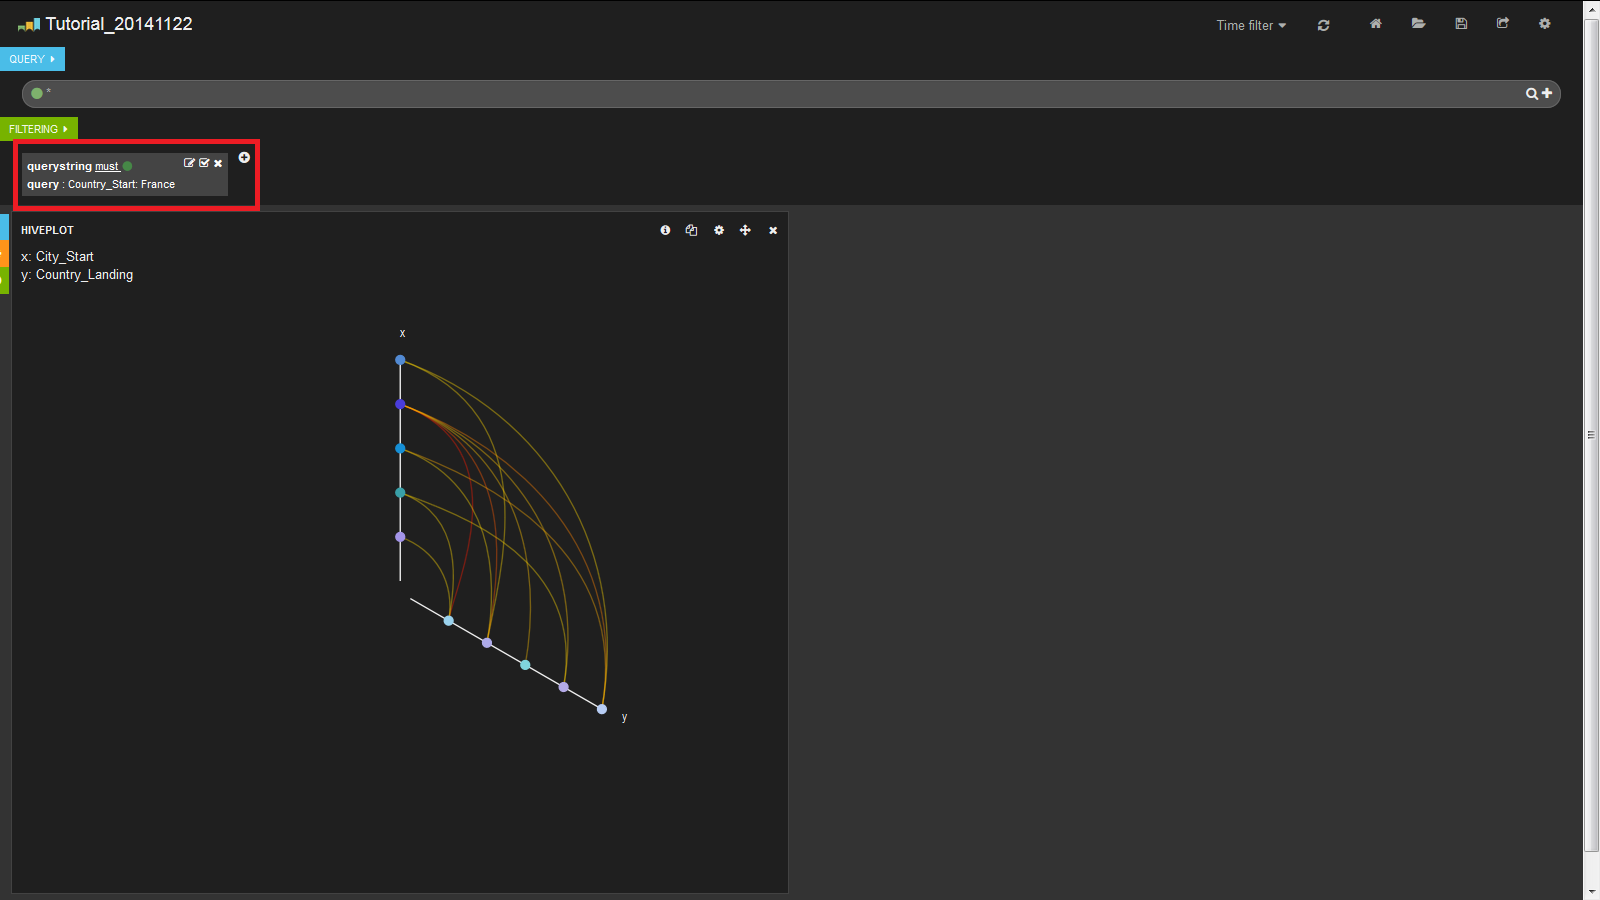 Tutorial_20141122
Time filter
QUERY
*
FILTERING
querystring must
query : Country_Start: France
HIVEPLOT
x: City_Start
y: Country_Landing
x
y